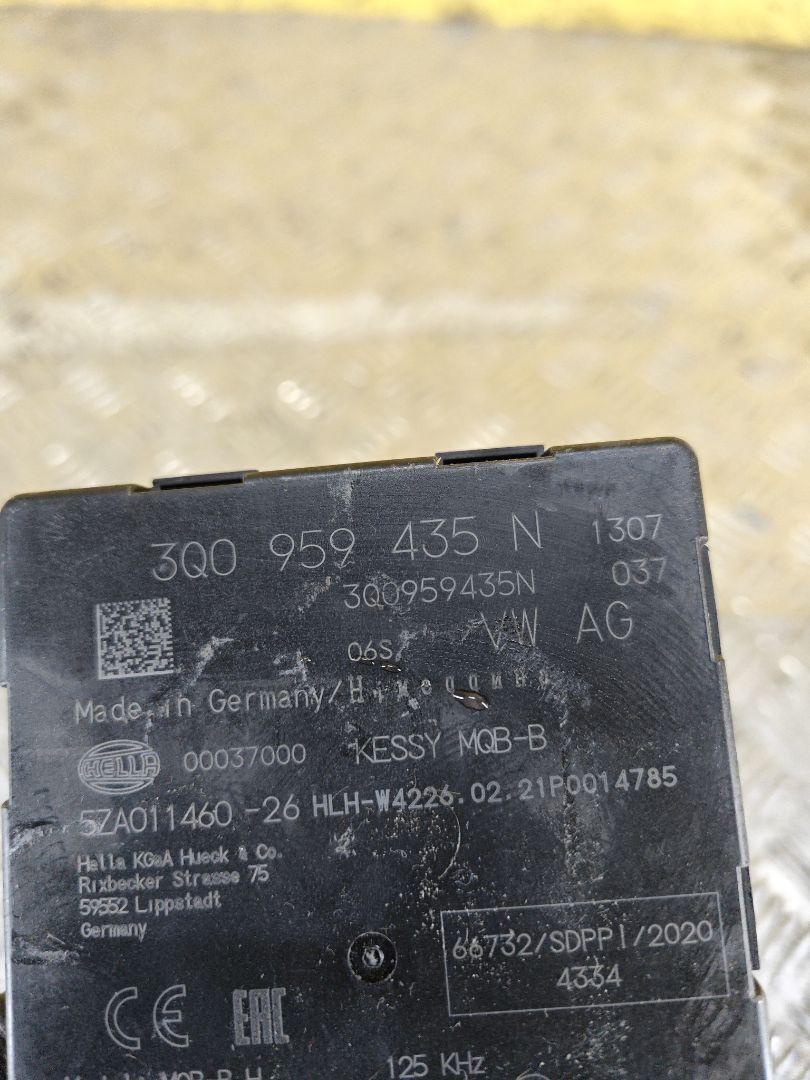 3Q0 959 435 N 1307
3Q0959435N 037
06S VW AG
Made in Germany/
HELLA 00037000 KESSY MQB-B
5ZA011460-26 HLH-W4226.02.21P0014785
Hella KGaA Hueck & Co.
Rixbecker Strasse 75
59552 Lippstadt
Germany
66732/SDPPI/2020
4334
CE EAC
MQB-B H 125 KHz